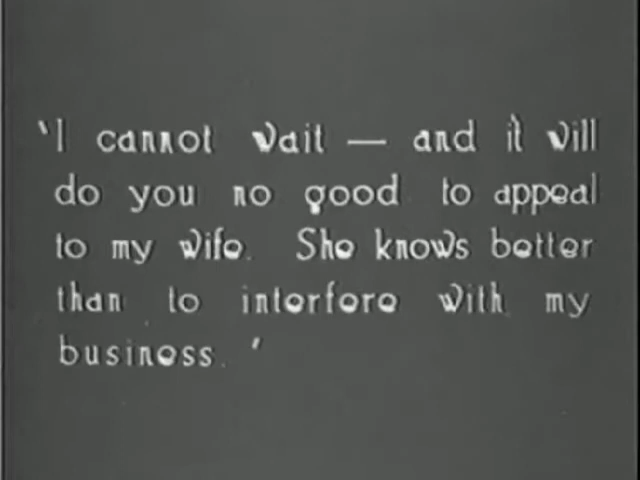 'I cannot wait — and it will
do you no good to appeal
to my wife. She knows better
than to interfere with my
business.'